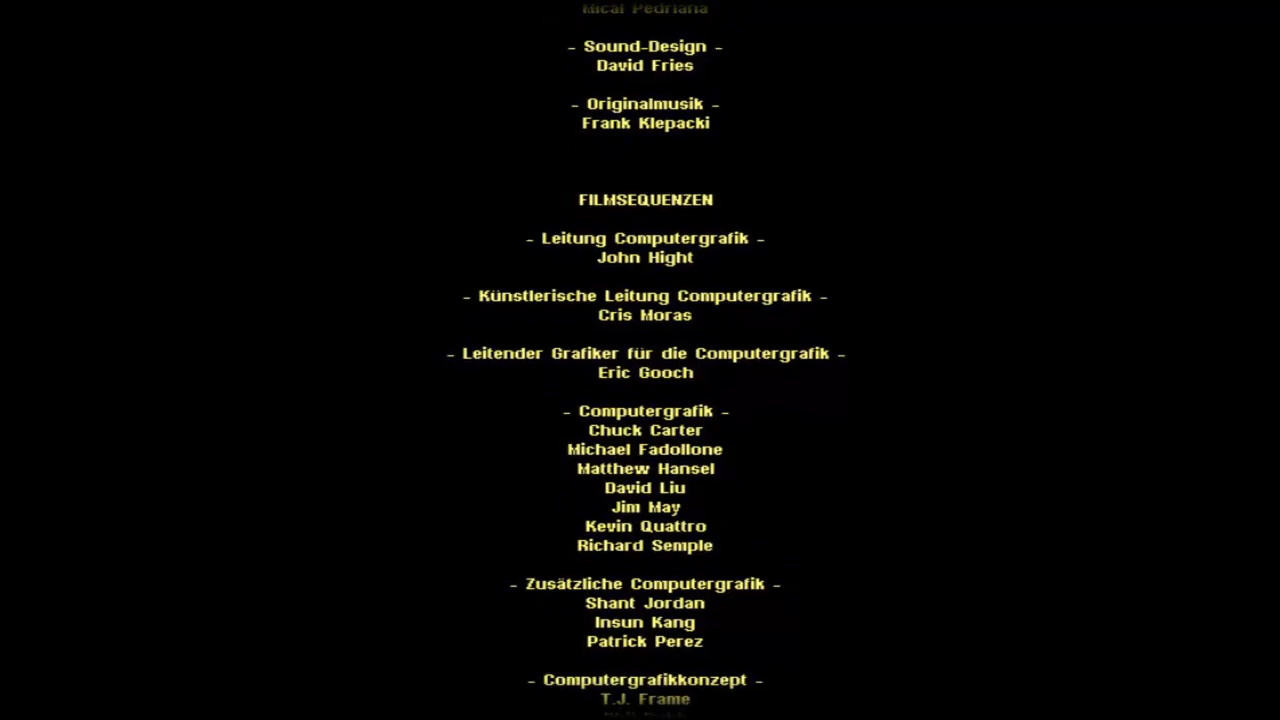 Mical Pedriana
- Sound-Design -
David Fries
- Originalmusik -
Frank Klepacki
FILMSEQUENZEN
- Leitung Computergrafik -
John Hight
- Künstlerische Leitung Computergrafik -
Cris Moras
- Leitender Grafiker für die Computergrafik -
Eric Gooch
- Computergrafik -
Chuck Carter
Michael Fadollone
Matthew Hansel
David Liu
Jim May
Kevin Quattro
Richard Semple
- Zusätzliche Computergrafik -
Shant Jordan
Insun Kang
Patrick Perez
- Computergrafikkonzept -
T.J. Frame